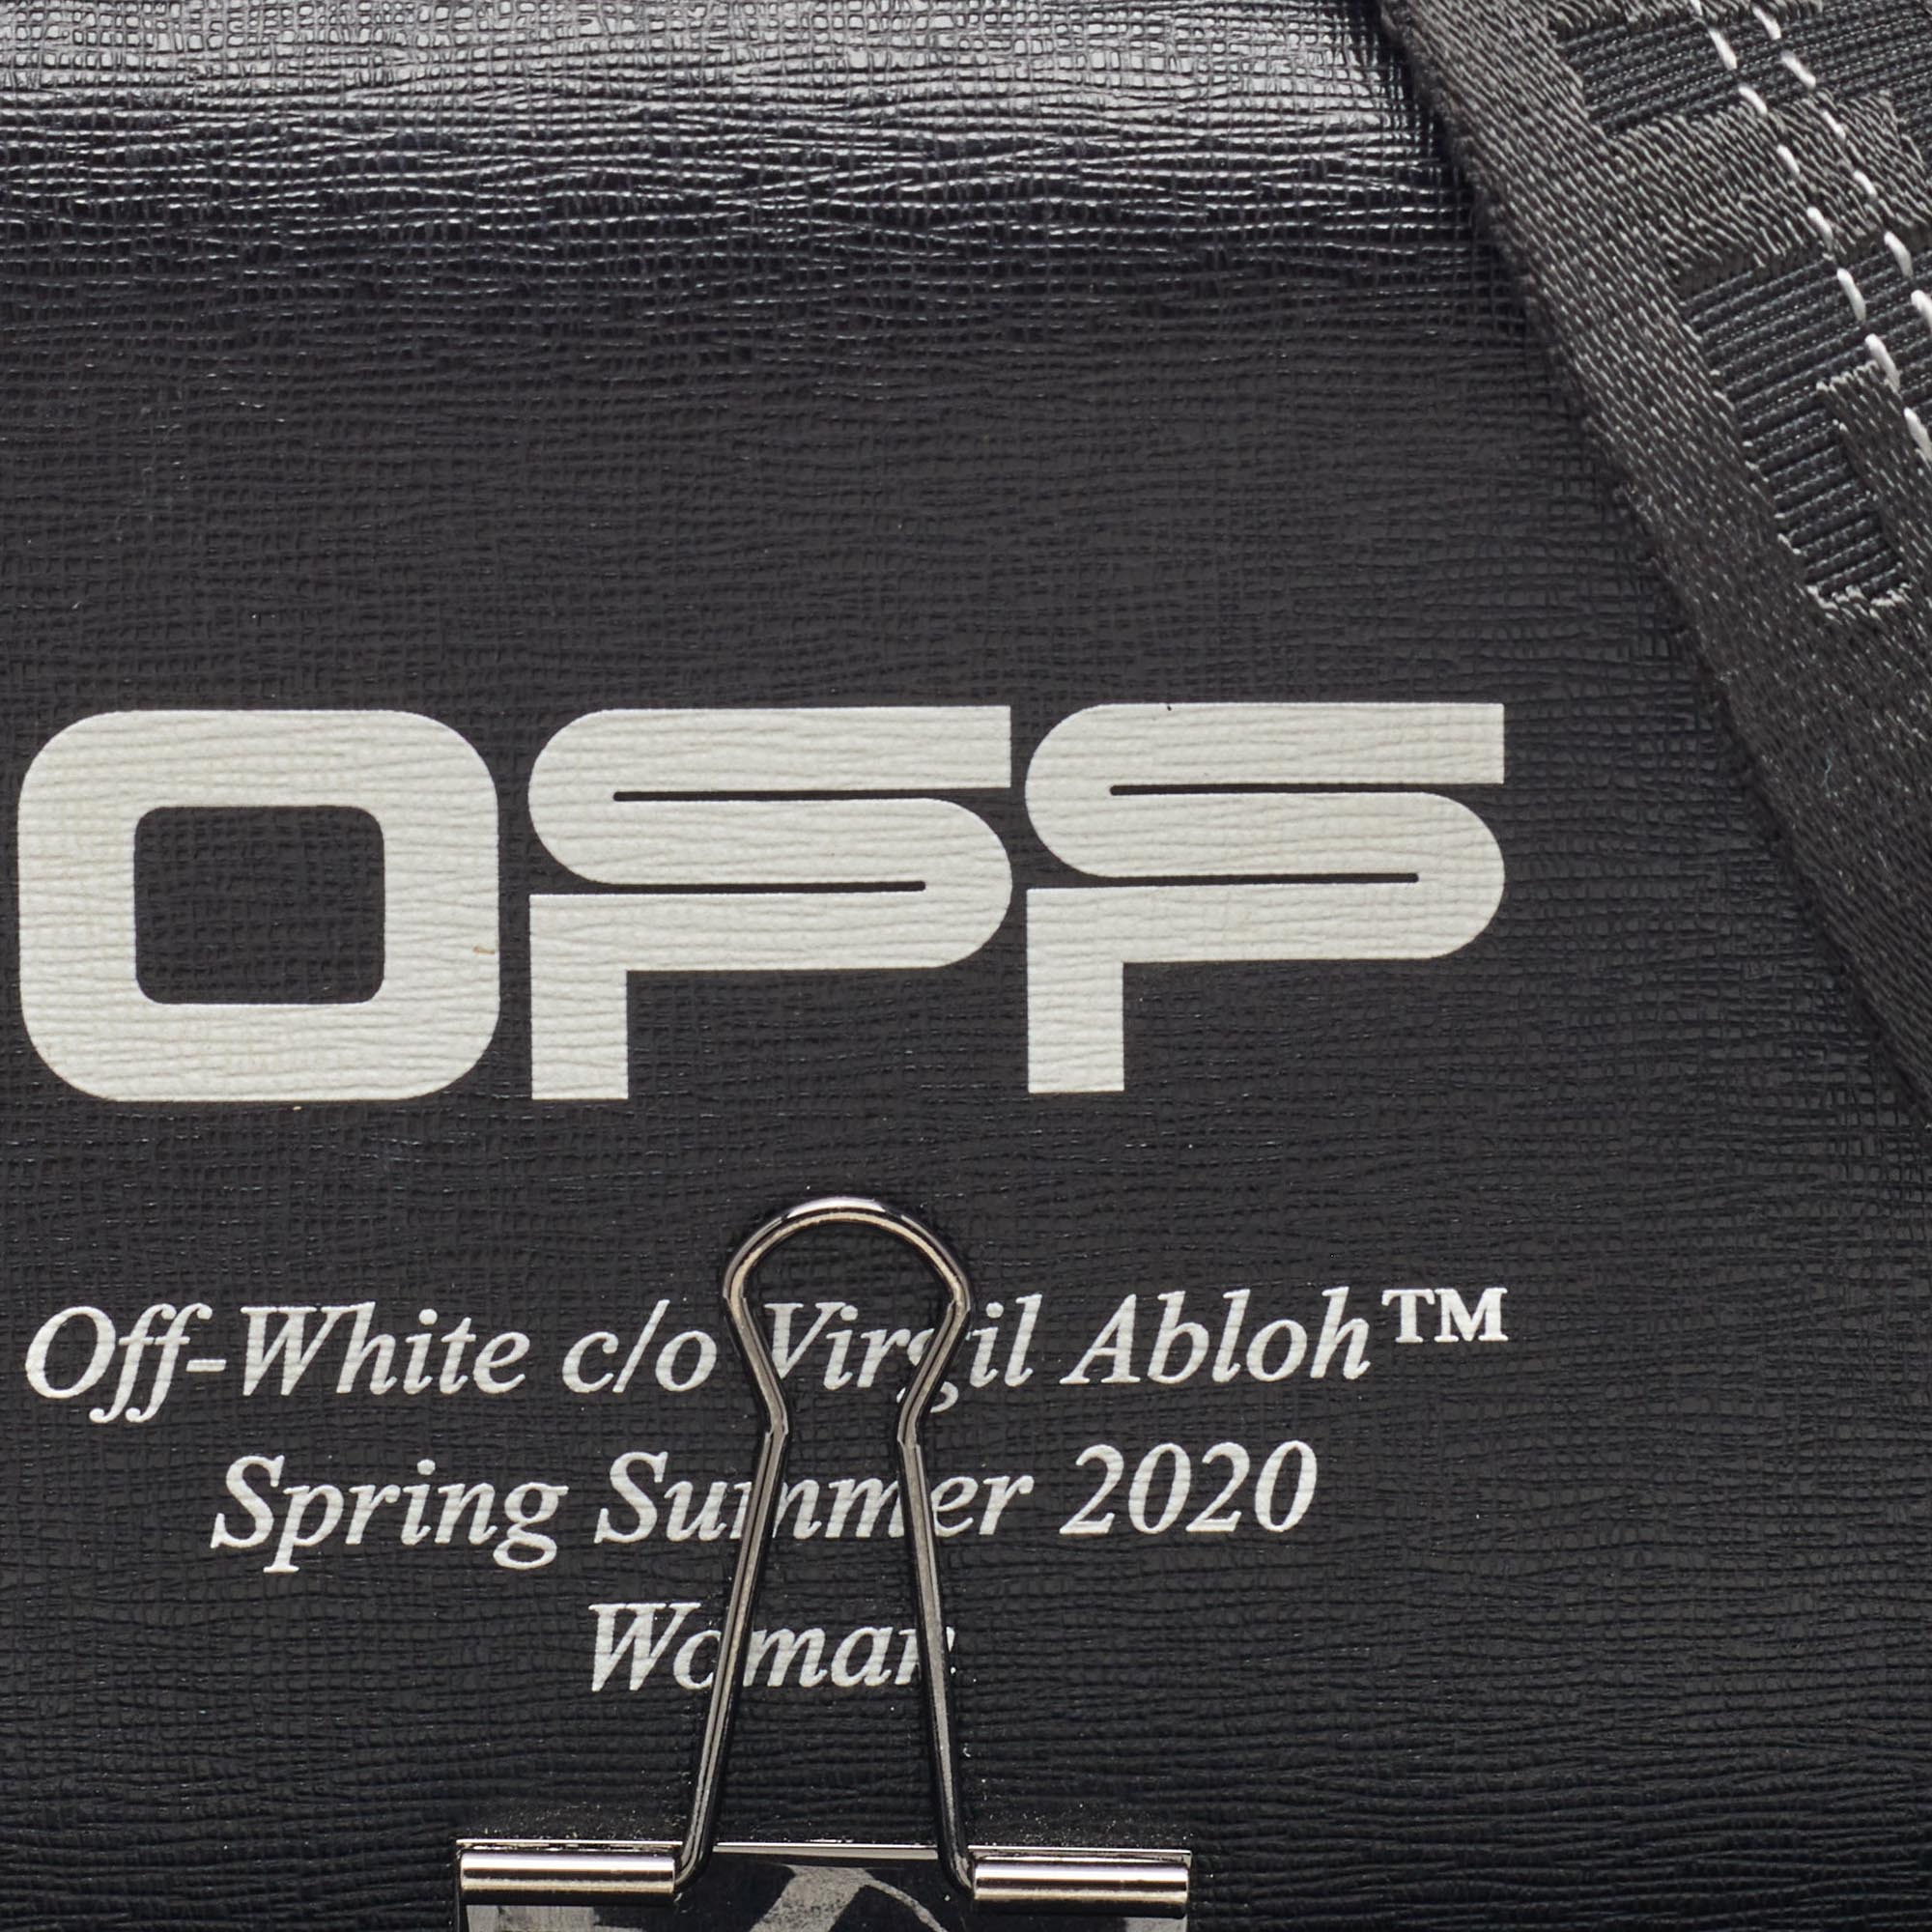 OFF
Off-White c/o Virgil Abloh™
Spring Summer 2020
Woman